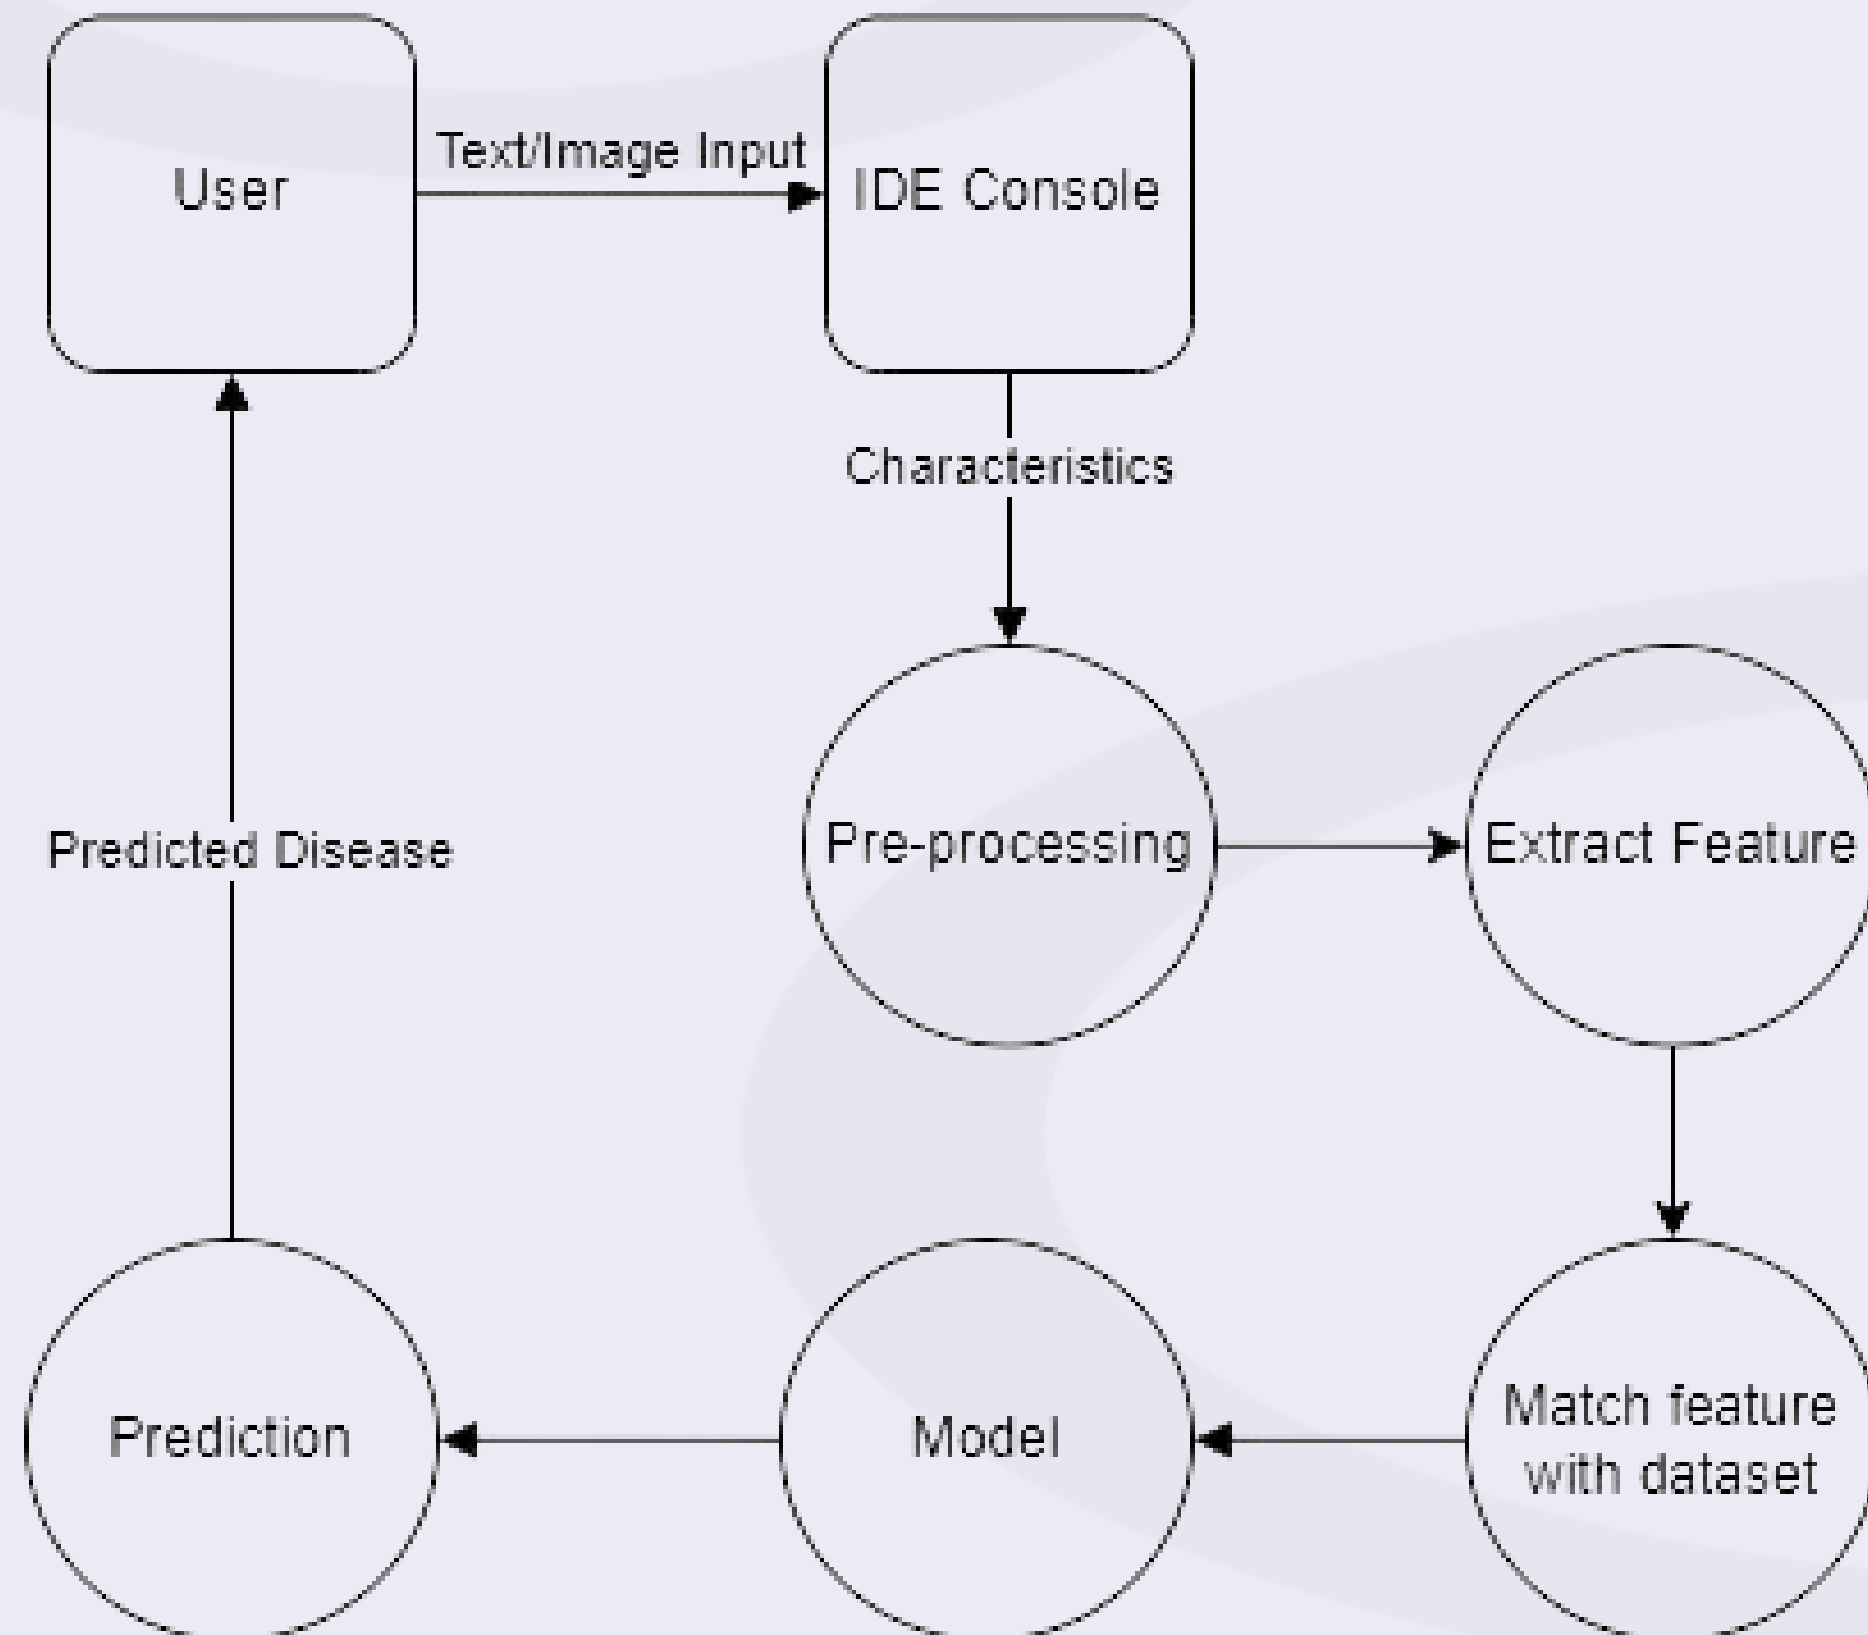 User
Text/Image Input
IDE Console
Characteristics
Pre-processing
Extract Feature
Predicted Disease
Prediction
Model
Match feature
with dataset